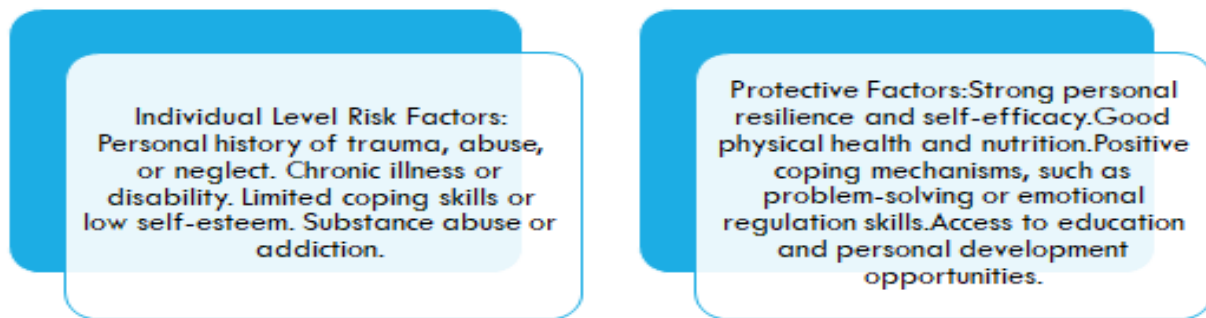 Individual Level Risk Factors:
Personal history of trauma, abuse,
or neglect. Chronic illness or
disability. Limited coping skills or
low self-esteem. Substance abuse or
addiction.
Protective Factors:Strong personal
resilience and self-efficacy.Good
physical health and nutrition.Positive
coping mechanisms, such as
problem-solving or emotional
regulation skills.Access to education
and personal development
opportunities.